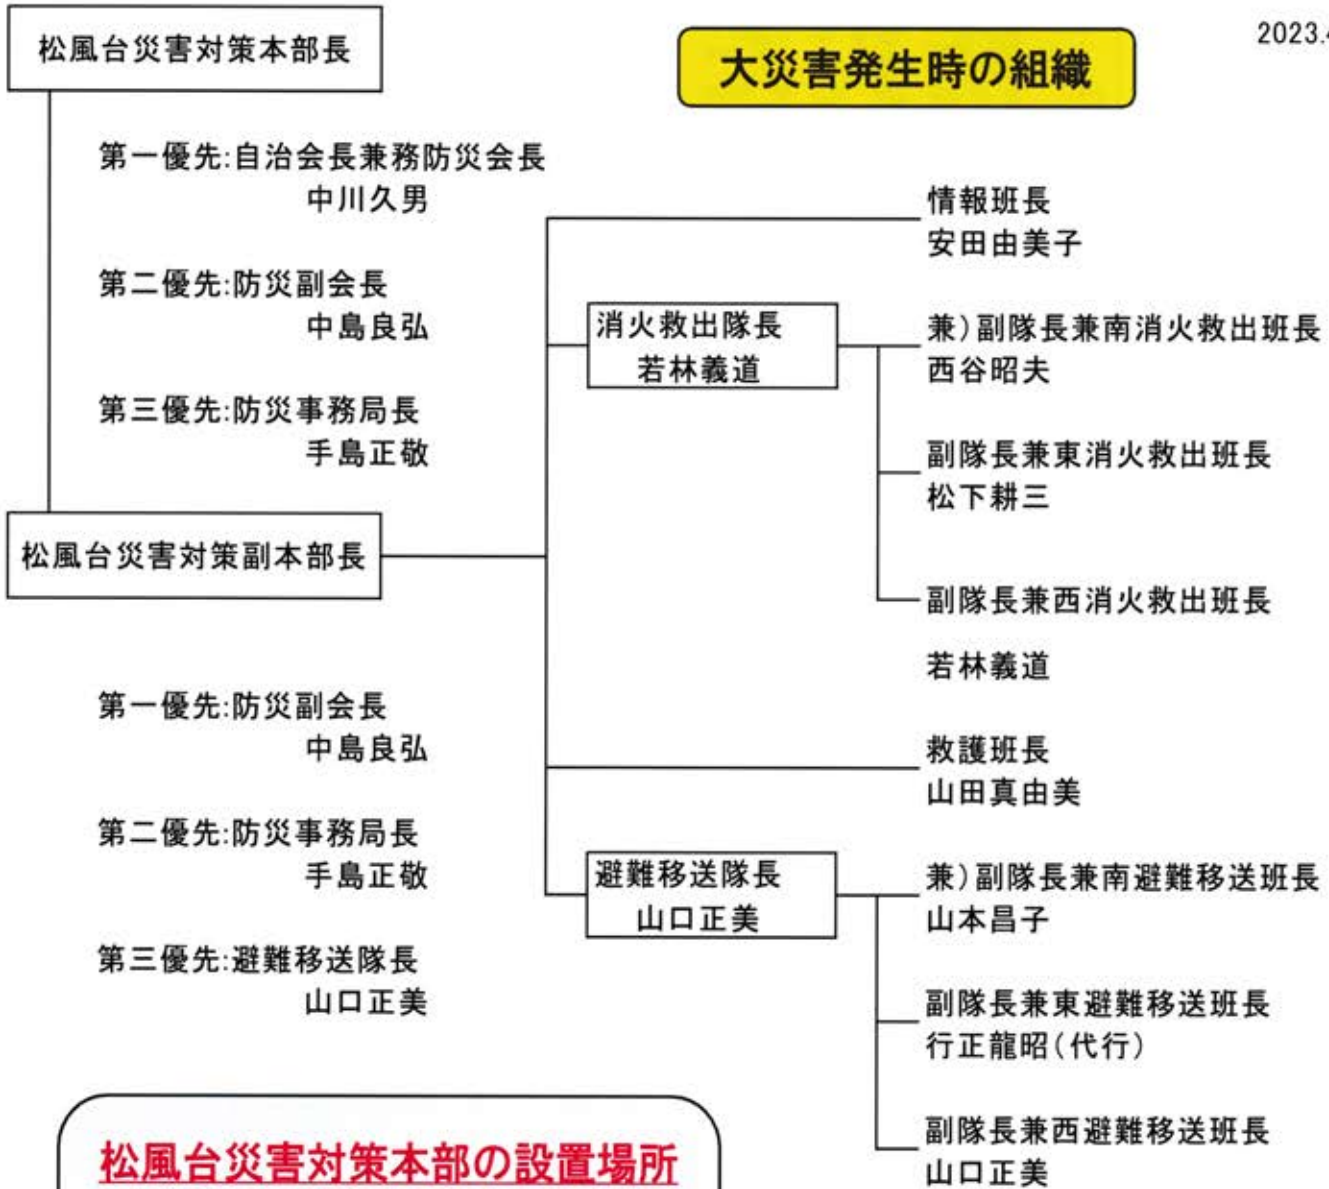 松風台災害対策本部長
大災害発生時の組織
2023.4
第一優先:自治会長兼務防災会長
中川久男
第二優先:防災副会長
中島良弘
第三優先:防災事務局長
手島正敬
松風台災害対策副本部長
第一優先:防災副会長
中島良弘
第二優先:防災事務局長
手島正敬
第三優先:避難移送隊長
山口正美
情報班長
安田由美子
消火救出隊長
若林義道
兼)副隊長兼南消火救出班長
西谷昭夫
副隊長兼東消火救出班長
松下耕三
副隊長兼西消火救出班長
若林義道
救護班長
山田真由美
避難移送隊長
山口正美
兼)副隊長兼南避難移送班長
山本昌子
副隊長兼東避難移送班長
行正龍昭(代行)
副隊長兼西避難移送班長
山口正美
松風台災害対策本部の設置場所